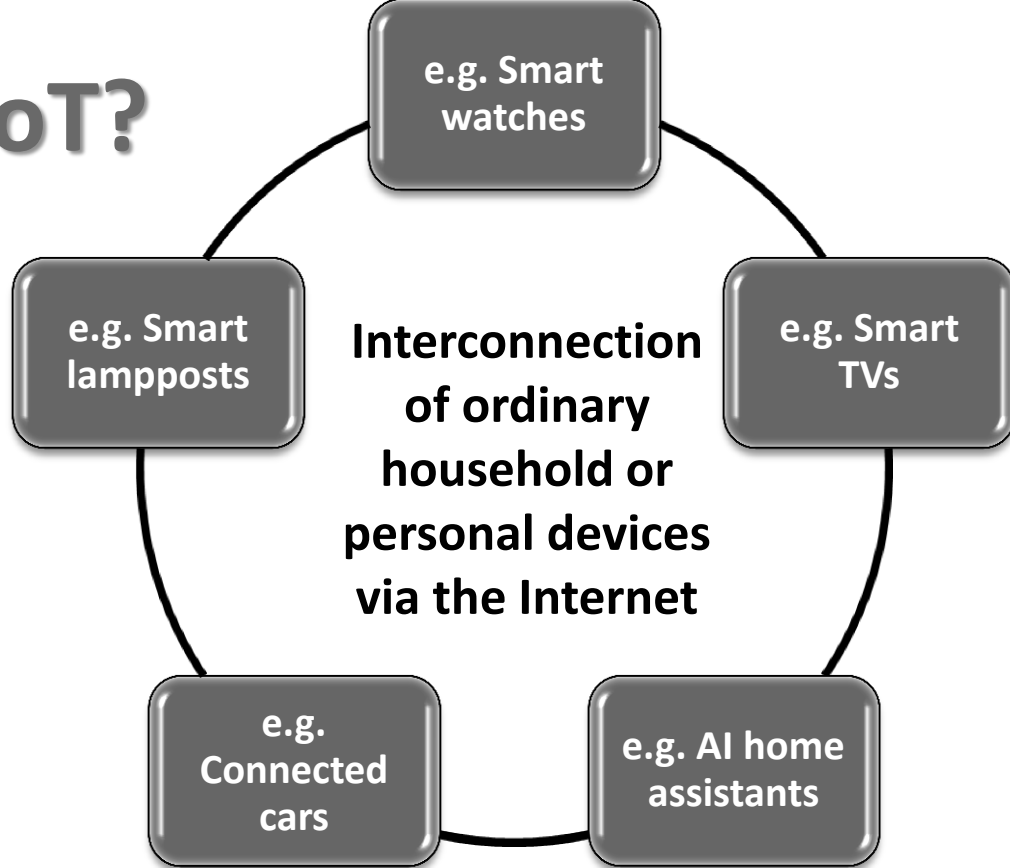 oT?
e.g. Smart
watches
e.g. Smart
lampposts
e.g. Smart
TVs
Interconnection
of ordinary
household or
personal devices
via the Internet
e.g.
Connected
cars
e.g. AI home
assistants